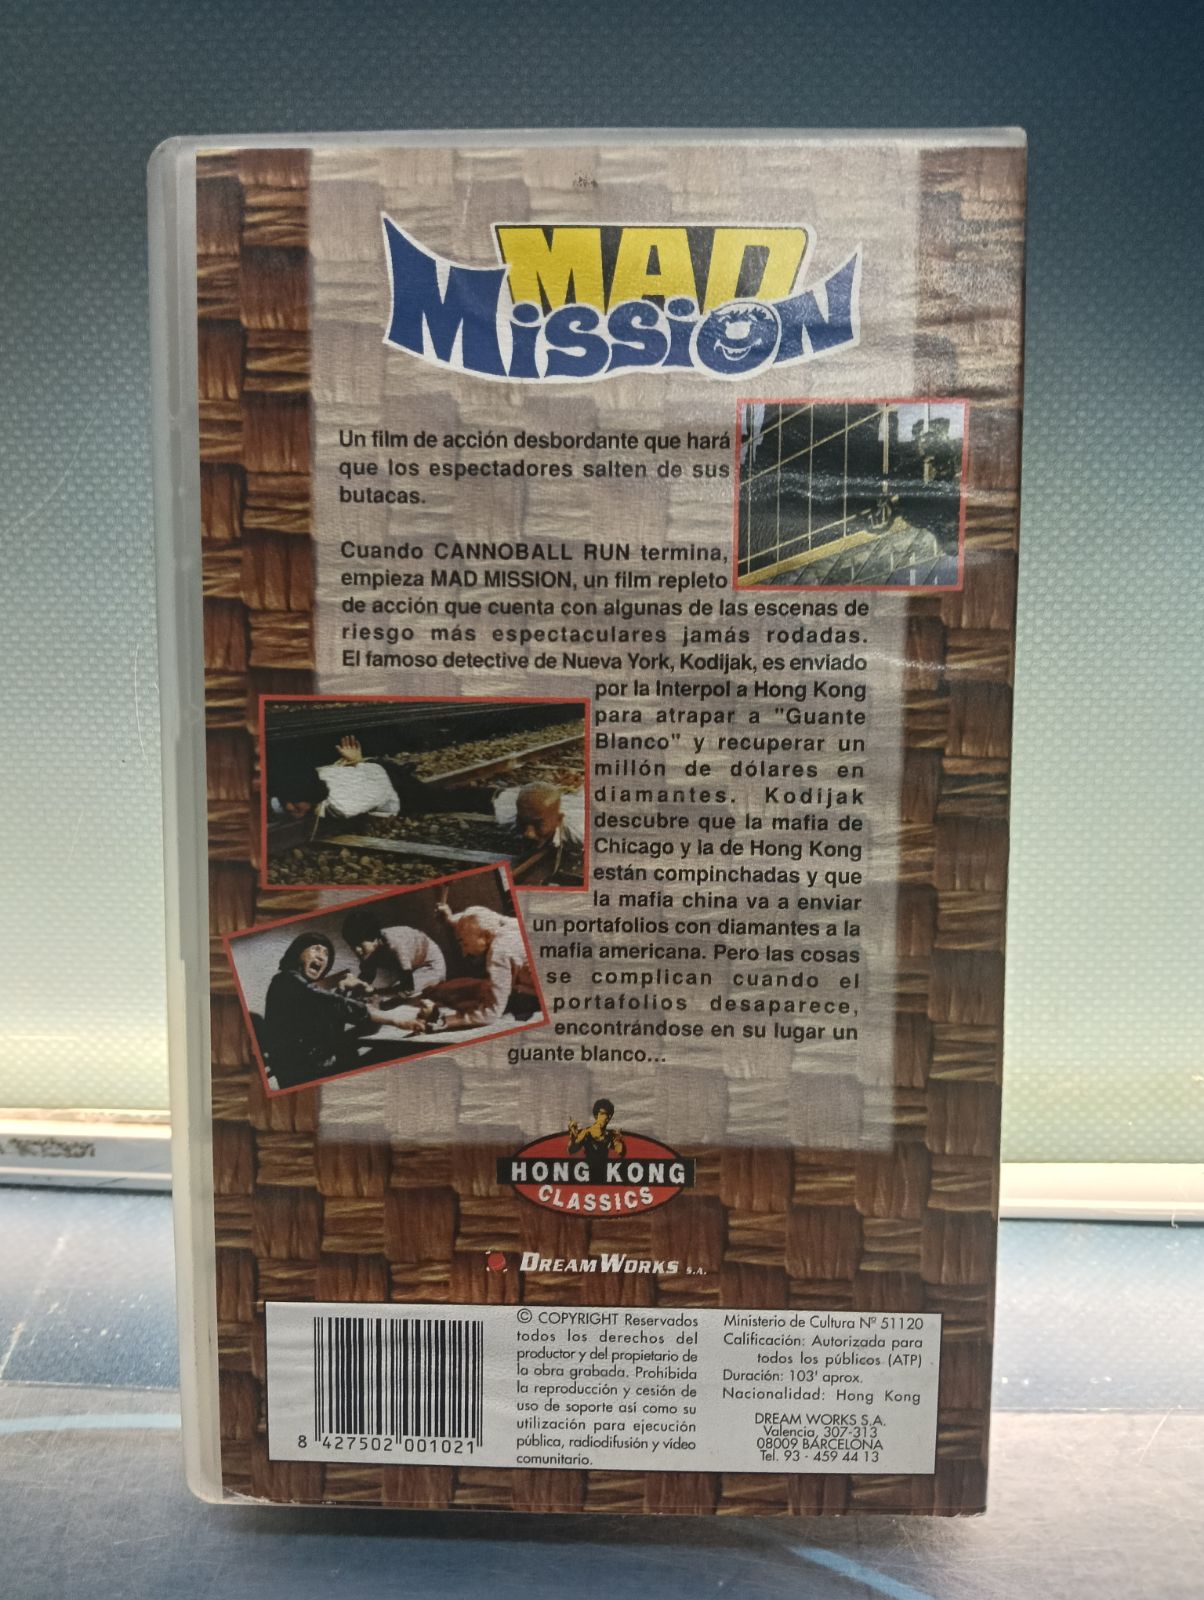 MAD
MISSION
Un film de acción desbordante que hará
que los espectadores salten de sus
butacas.
Cuando CANNOBALL RUN termina,
empieza MAD MISSION, un film repleto
de acción que cuenta con algunas de las escenas de
riesgo más espectaculares jamás rodadas.
El famoso detective de Nueva York, Kodijak, es enviado
por la Interpol a Hong Kong
para atrapar a "Guante
Blanco" y recuperar un
millón de dólares en
diamantes. Kodijak
descubre que la mafia de
Chicago y la de Hong Kong
están compinchadas y que
la mafia china va a enviar
un portafolios con diamantes a la
mafia americana. Pero las cosas
se complican cuando el
portafolios desaparece,
encontrándose en su lugar un
guante blanco...
HONG KONG
CLASSICS
DREAMWORKS S.A.
© COPYRIGHT Reservados
todos los derechos del
productor y del propietario de
la obra grabada. Prohibida
la reproducción y cesión de
uso de soporte así como su
utilización para ejecución
pública, radiodifusión y vídeo
comunitario.
Ministerio de Cultura Nº 51120
Calificación: Autorizada para
todos los públicos (ATP)
Duración: 103' aprox.
Nacionalidad: Hong Kong
DREAM WORKS S.A.
Valencia, 307-313
08009 BARCELONA
Tel. 93 - 459 44 13
8 427502 001021